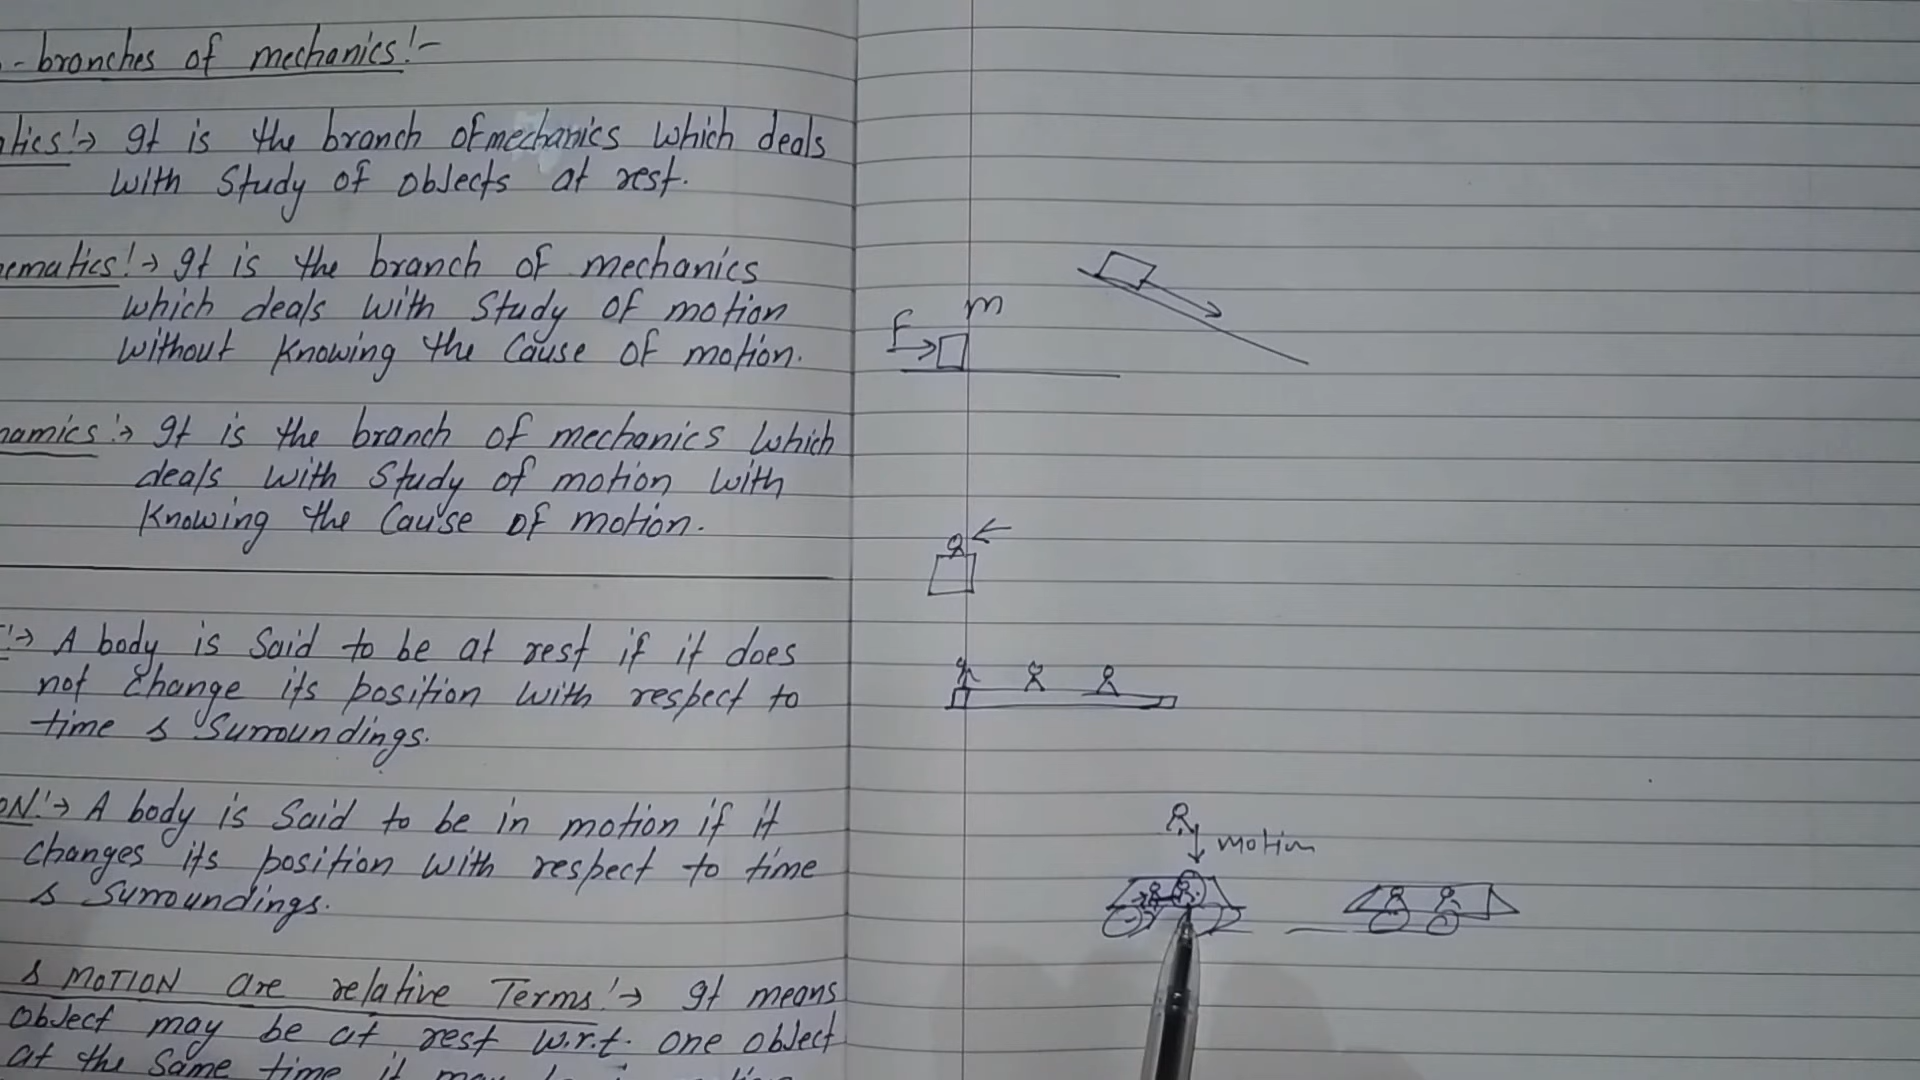 - branches of mechanics!-
tics!→ It is the branch of mechanics which deals
with study of objects at rest.
ematics!→ It is the branch of mechanics
which deals with study of motion
without knowing the cause of motion.
F
m
namics:→ It is the branch of mechanics which
deals with study of motion with
knowing the cause of motion.
!→ A body is said to be at rest if it does
not change its position with respect to
time & surroundings.
ON!→ A body is said to be in motion if it
changes its position with respect to time
& surroundings.
motion
& MOTION are relative Terms!→ It means
object may be at rest w.r.t. one object
at the same time it may